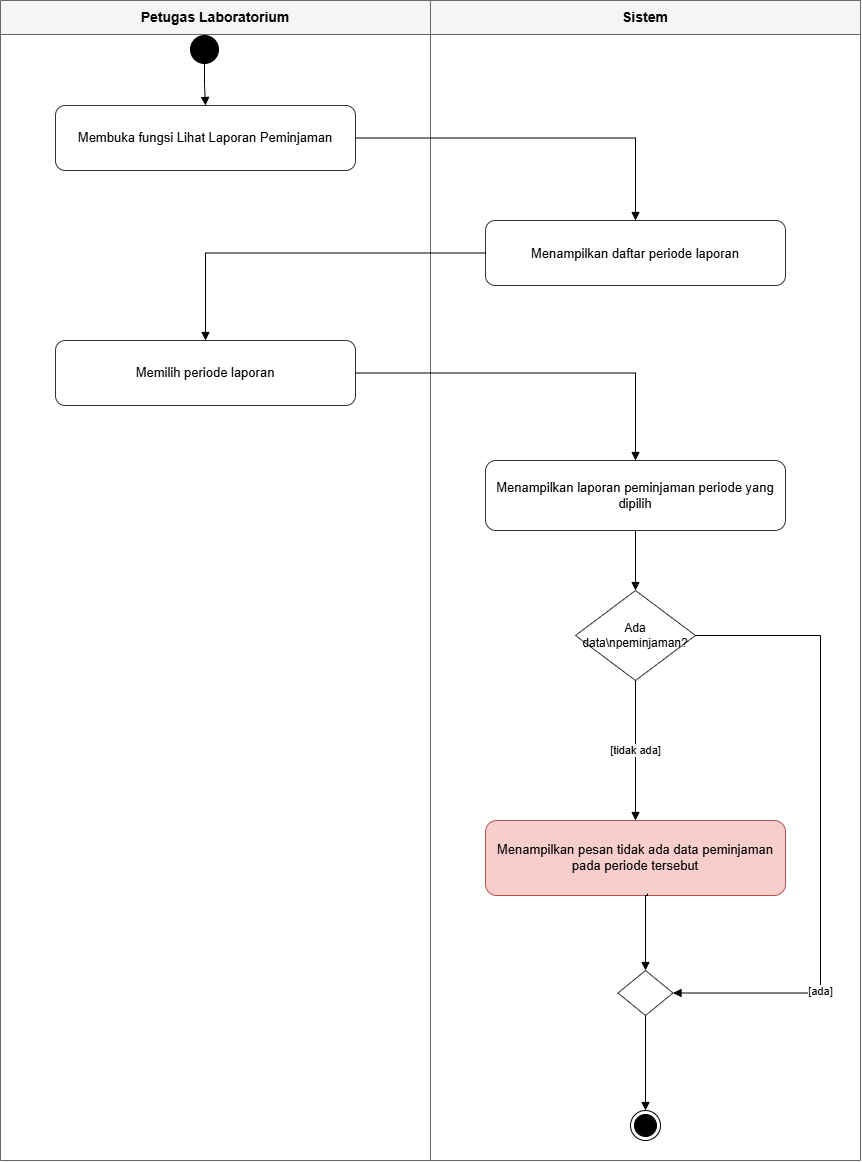 Petugas Laboratorium
Sistem
Membuka fungsi Lihat Laporan Peminjaman
Menampilkan daftar periode laporan
Memilih periode laporan
Menampilkan laporan peminjaman periode yang
dipilih
Ada
data\npeminjaman?
[tidak ada]
Menampilkan pesan tidak ada data peminjaman
pada periode tersebut
[ada]